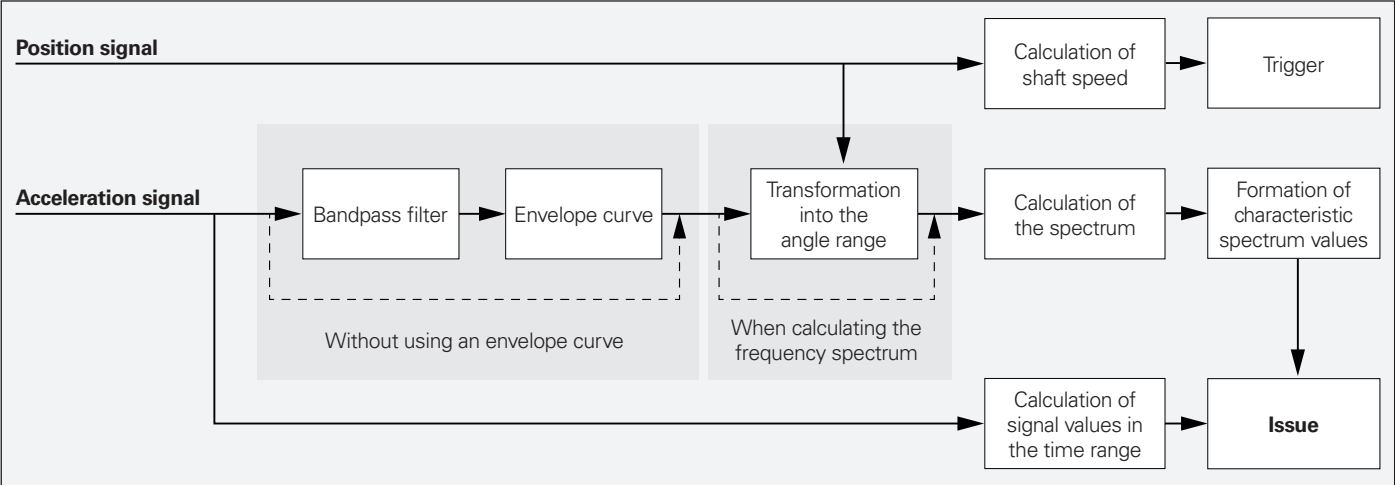 Position signal
Calculation of
shaft speed
Trigger
Acceleration signal
Bandpass filter
Envelope curve
Transformation
into the
angle range
Calculation of
the spectrum
Formation of
characteristic
spectrum values
Without using an envelope curve
When calculating the
frequency spectrum
Calculation of
signal values in
the time range
Issue